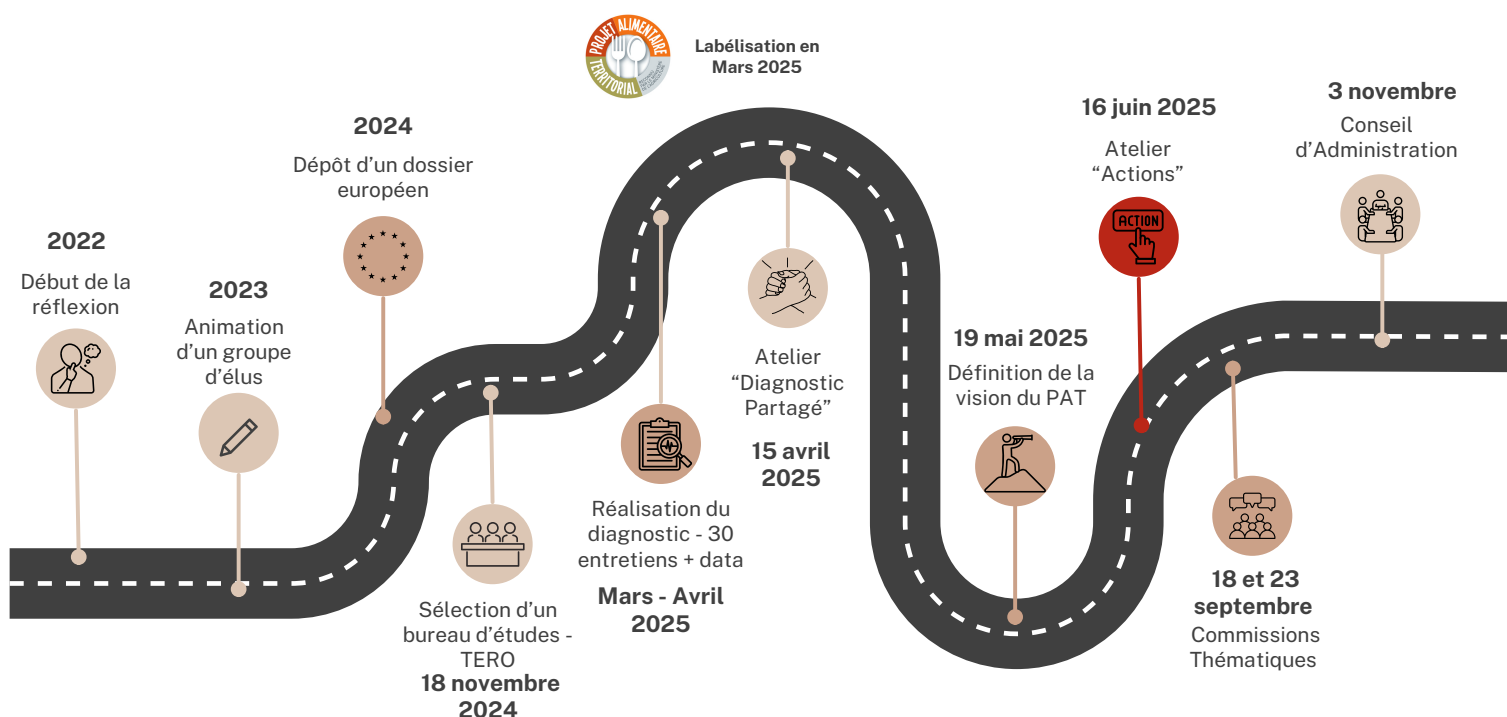 2022
Début de la
réflexion
2023
Animation
d’un groupe
d’élus
2024
Dépôt d’un dossier
européen
Sélection d’un
bureau d’études -
TERO
18 novembre
2024
PROJET ALIMENTAIRE
TERRITORIAL
Labélisation en
Mars 2025
Réalisation du
diagnostic - 30
entretiens + data
Mars - Avril
2025
Atelier
“Diagnostic
Partagé”
15 avril
2025
19 mai 2025
Définition de la
vision du PAT
16 juin 2025
Atelier
“Actions”
ACTION
18 et 23
septembre
Commissions
Thématiques
3 novembre
Conseil
d’Administration